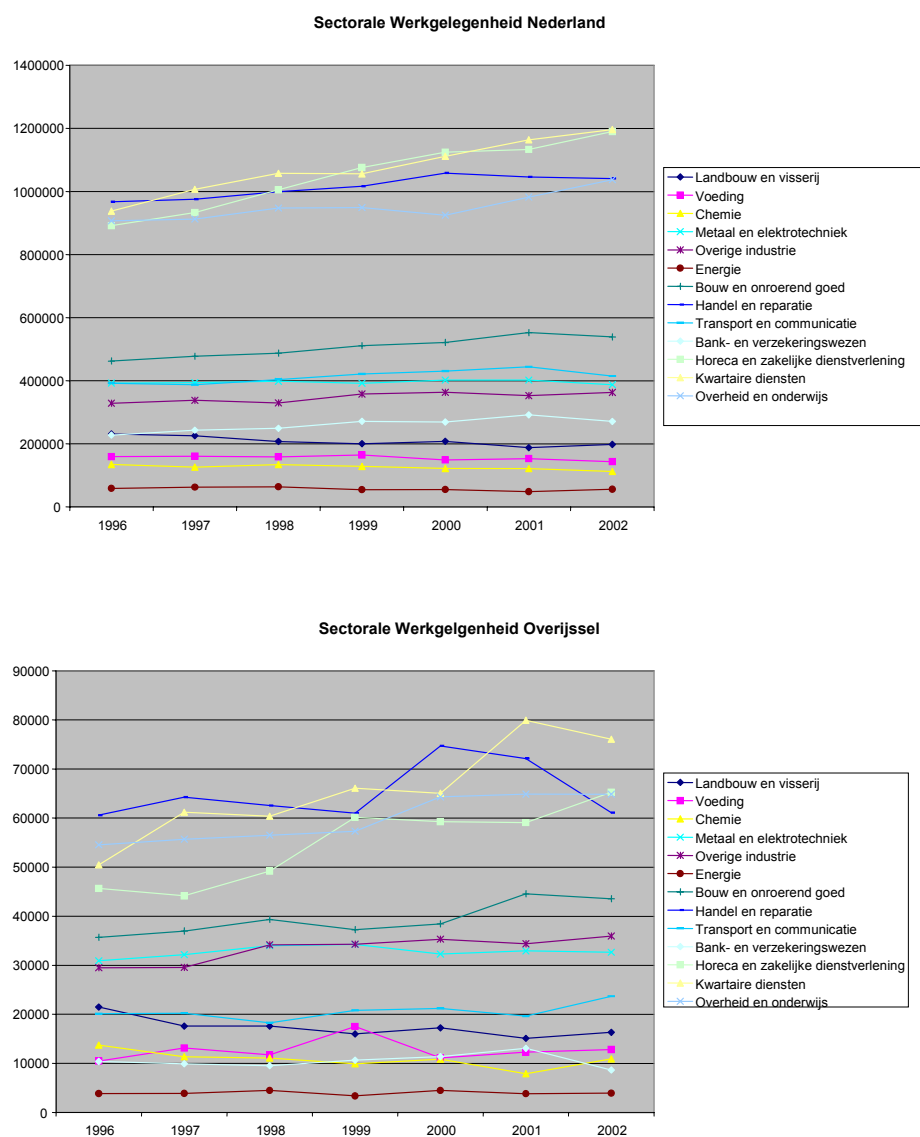 Sectorale Werkgelegenheid Nederland
1400000
1200000
1000000
800000
600000
400000
200000
0
1996 1997 1998 1999 2000 2001 2002
Landbouw en visserij
Voeding
Chemie
Metaal en elektrotechniek
Overige industrie
Energie
Bouw en onroerend goed
Handel en reparatie
Transport en communicatie
Bank- en verzekeringswezen
Horeca en zakelijke dienstverlening
Kwartaire diensten
Overheid en onderwijs
Sectorale Werkgelgenheid Overijssel
90000
80000
70000
60000
50000
40000
30000
20000
10000
0
1996 1997 1998 1999 2000 2001 2002
Landbouw en visserij
Voeding
Chemie
Metaal en elektrotechniek
Overige industrie
Energie
Bouw en onroerend goed
Handel en reparatie
Transport en communicatie
Bank- en verzekeringswezen
Horeca en zakelijke dienstverlening
Kwartaire diensten
Overheid en onderwijs